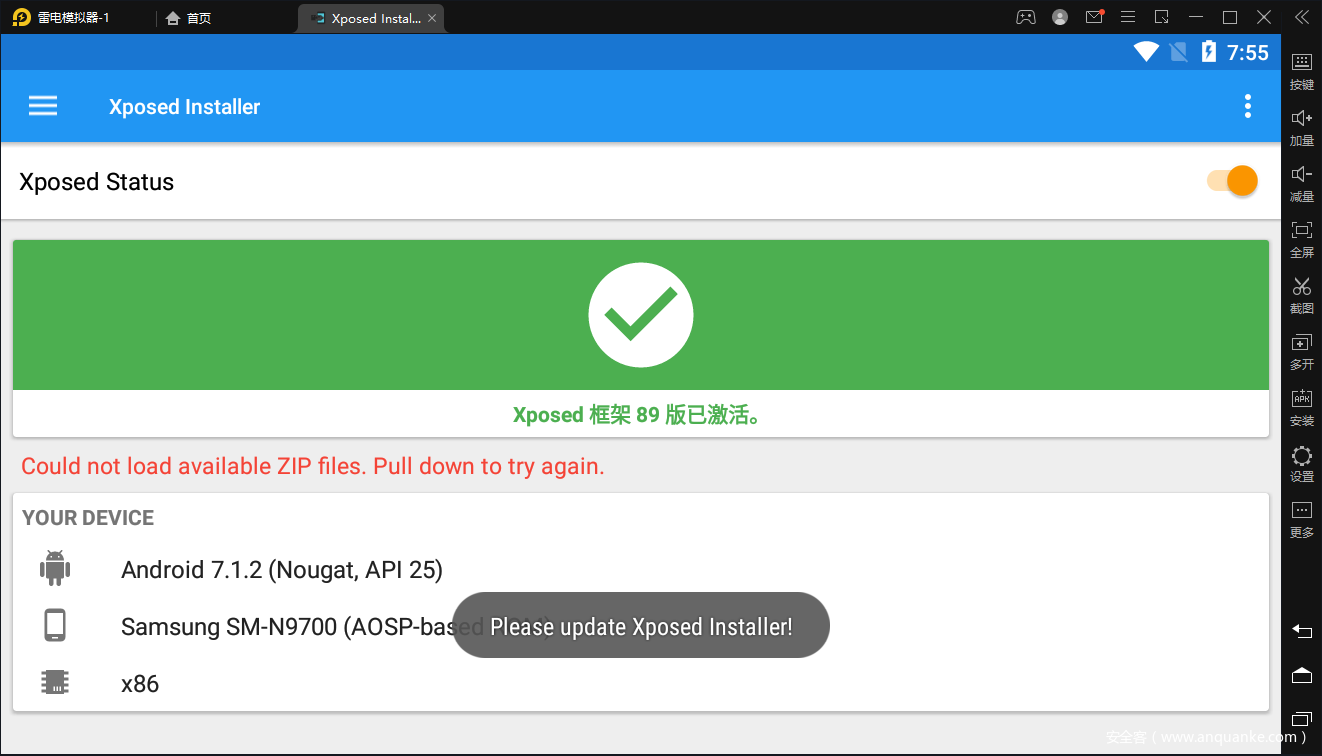 雷电模拟器-1
首页
Xposed Instal...
7:55
Xposed Installer
Xposed Status
Xposed 框架 89 版已激活。
Could not load available ZIP files. Pull down to try again.
YOUR DEVICE
Android 7.1.2 (Nougat, API 25)
Samsung SM-N9700 (AOSP-based
Please update Xposed Installer!
x86
按键
加量
减量
全屏
截图
多开
APK
安装
设置
更多
安全客 ( www.anquanke.com )